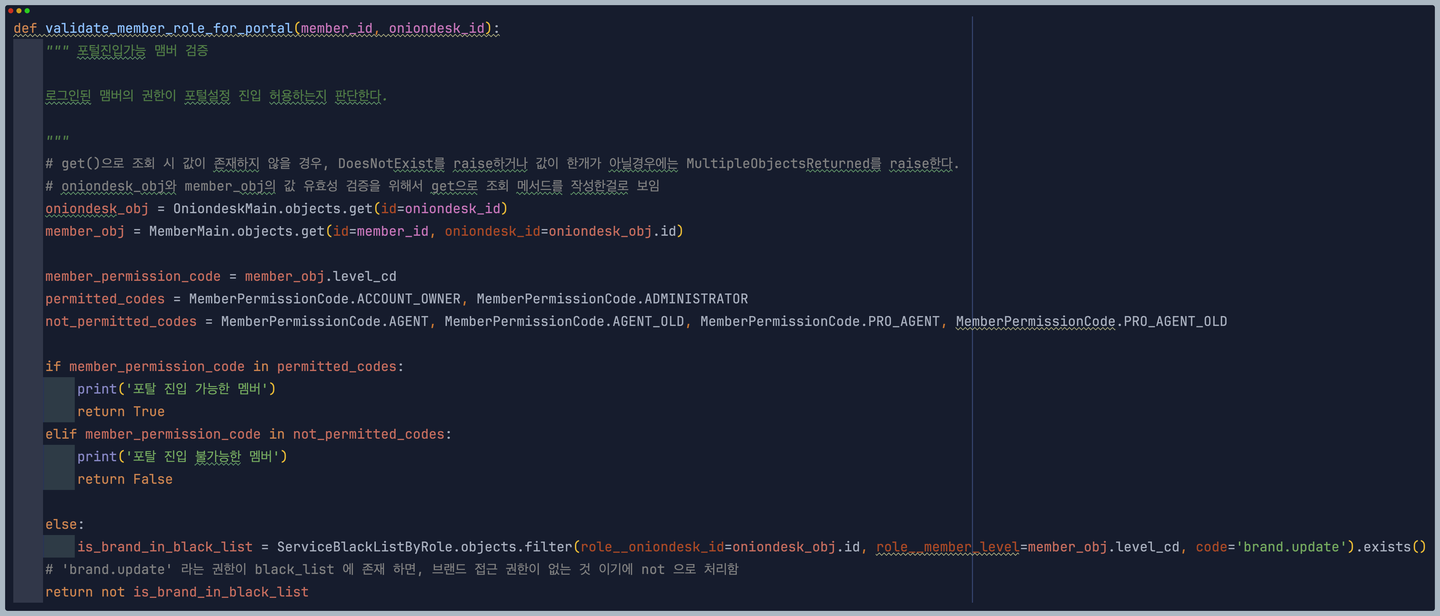 def validate_member_role_for_portal(member_id, oniondesk_id):
""" 포털진입가능 맴버 검증
로그인된 맴버의 권한이 포털설정 진입 허용하는지 판단한다.
"""
# get()으로 조회 시 값이 존재하지 않을 경우, DoesNotExist를 raise하거나 값이 한개가 아닐경우에는 MultipleObjectsReturned를 raise한다.
# oniondesk_obj와 member_obj의 값 유효성 검증을 위해서 get으로 조회 메서드를 작성한걸로 보임
oniondesk_obj = OniondeskMain.objects.get(id=oniondesk_id)
member_obj = MemberMain.objects.get(id=member_id, oniondesk_id=oniondesk_obj.id)
member_permission_code = member_obj.level_cd
permitted_codes = MemberPermissionCode.ACCOUNT_OWNER, MemberPermissionCode.ADMINISTRATOR
not_permitted_codes = MemberPermissionCode.AGENT, MemberPermissionCode.AGENT_OLD, MemberPermissionCode.PRO_AGENT, MemberPermissionCode.PRO_AGENT_OLD
if member_permission_code in permitted_codes:
print('포탈 진입 가능한 멤버')
return True
elif member_permission_code in not_permitted_codes:
print('포탈 진입 불가능한 멤버')
return False
else:
is_brand_in_black_list = ServiceBlackListByRole.objects.filter(role__oniondesk_id=oniondesk_obj.id, role__member_level=member_obj.level_cd, code='brand.update').exists()
# 'brand.update' 라는 권한이 black_list 에 존재 하면, 브랜드 접근 권한이 없는 것 이기에 not 으로 처리함
return not is_brand_in_black_list